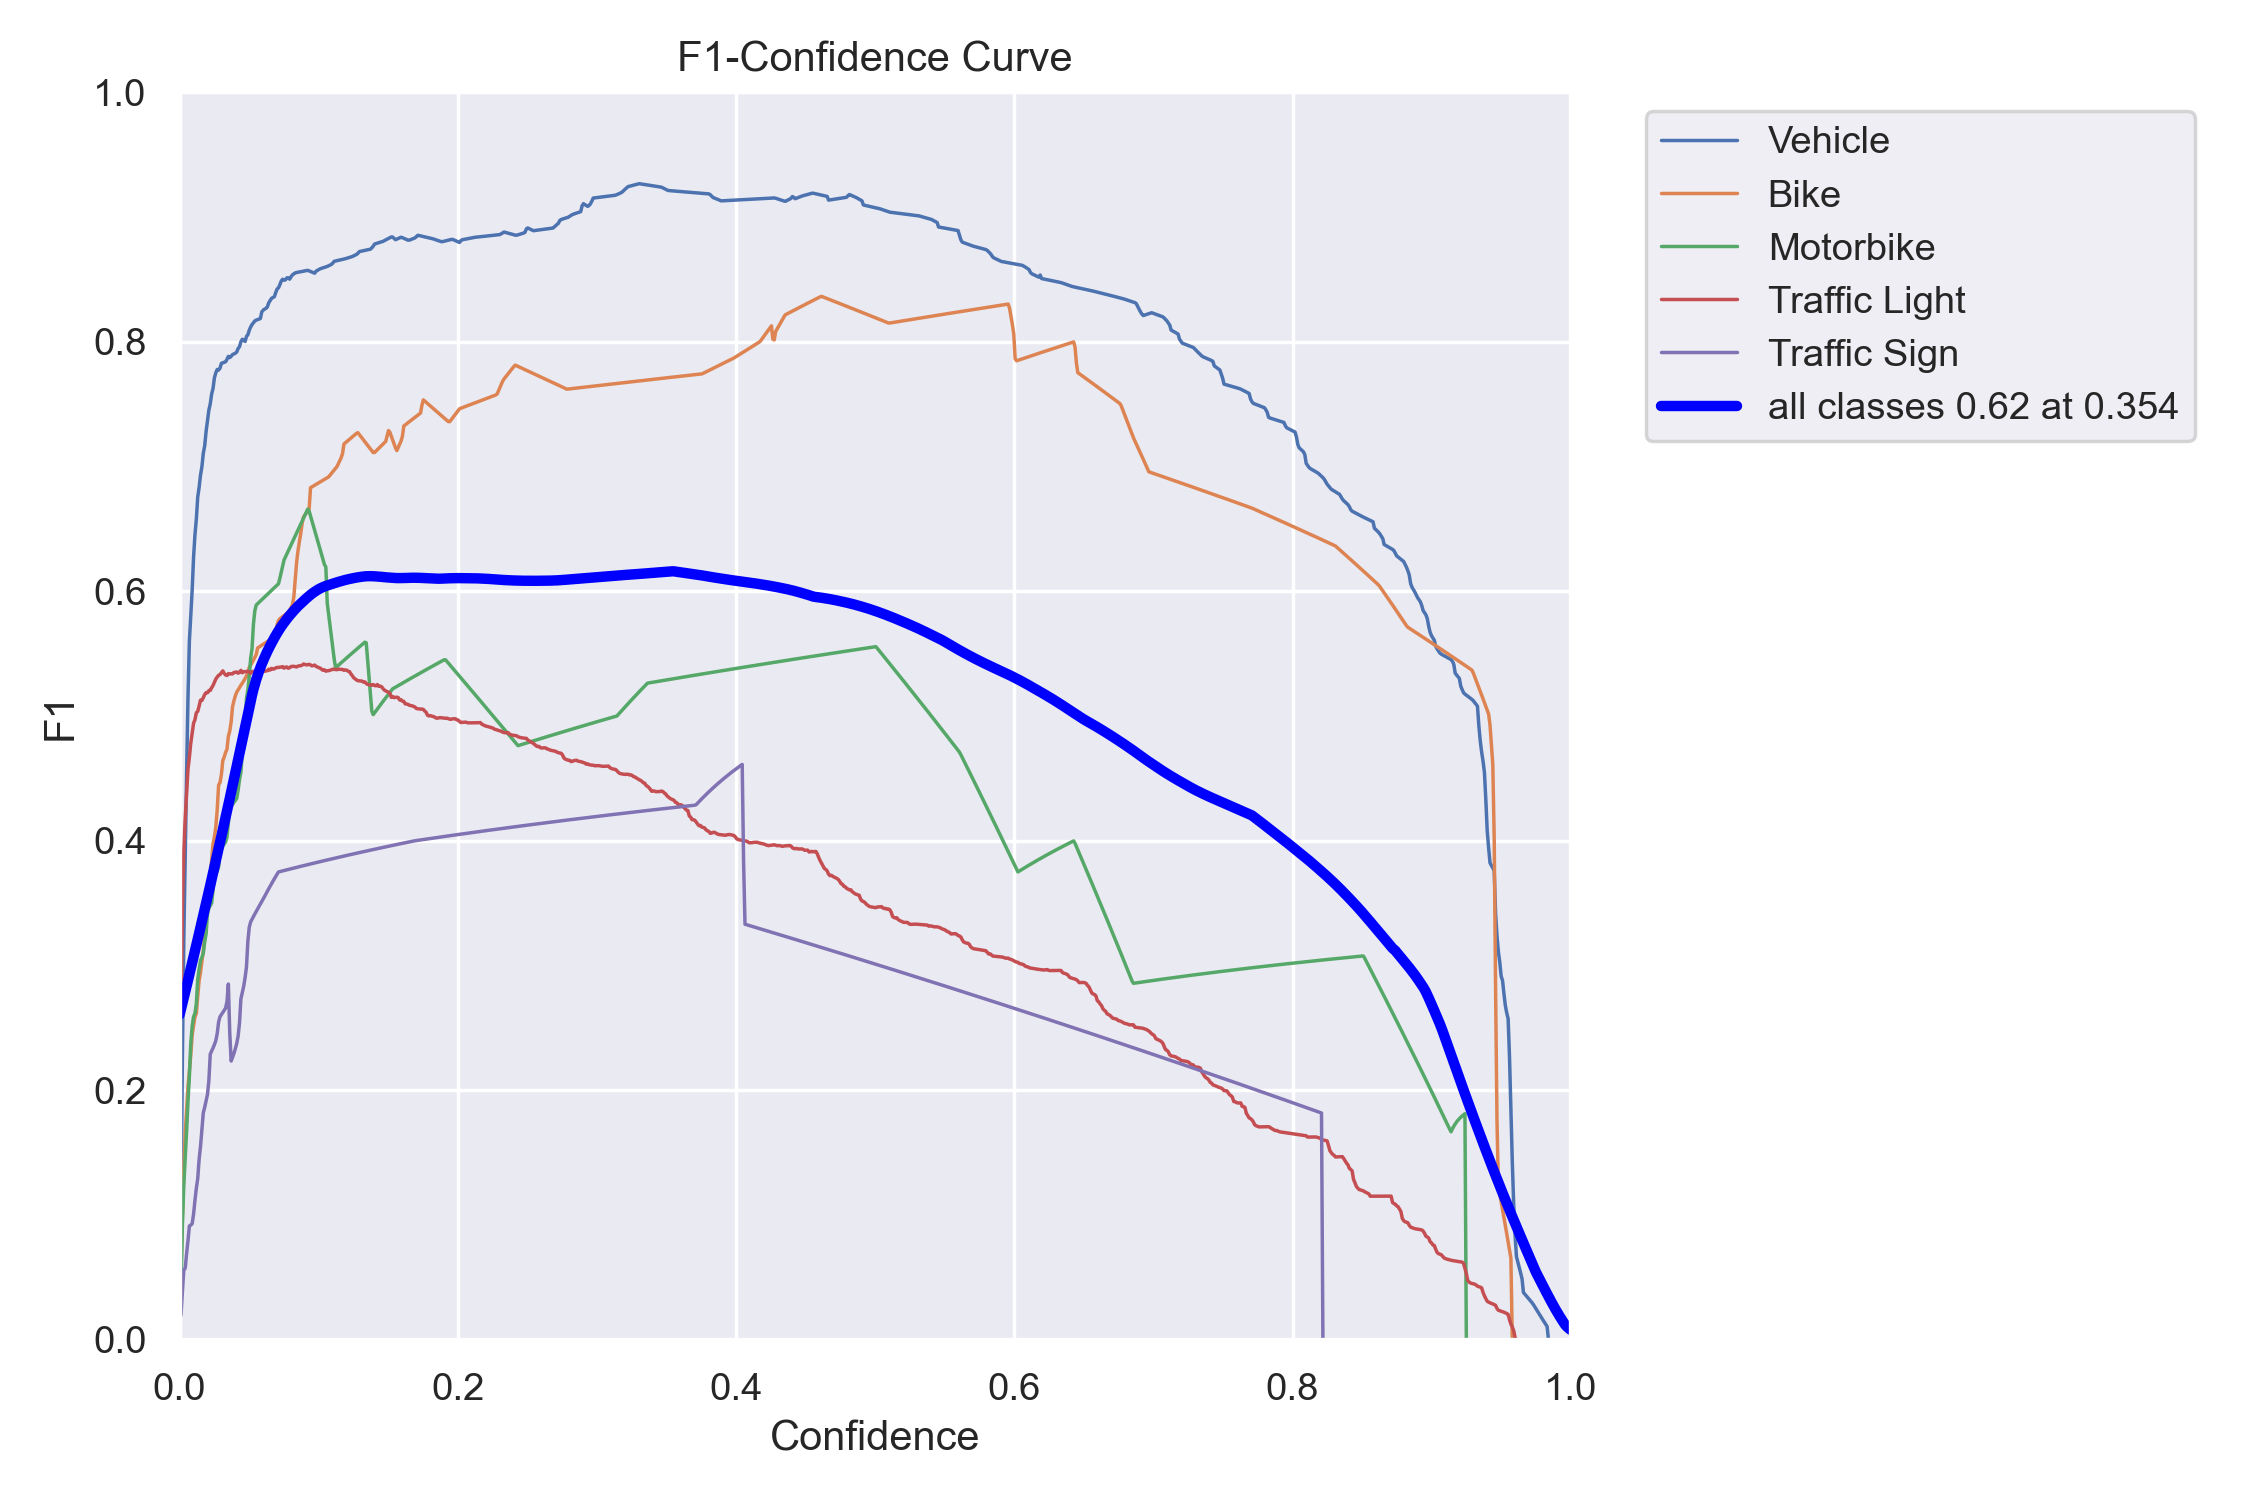 F1-Confidence Curve
1.0
0.8
0.6
0.4
0.2
0.0
F1
0.0 0.2 0.4 0.6 0.8 1.0
Confidence
Vehicle
Bike
Motorbike
Traffic Light
Traffic Sign
all classes 0.62 at 0.354